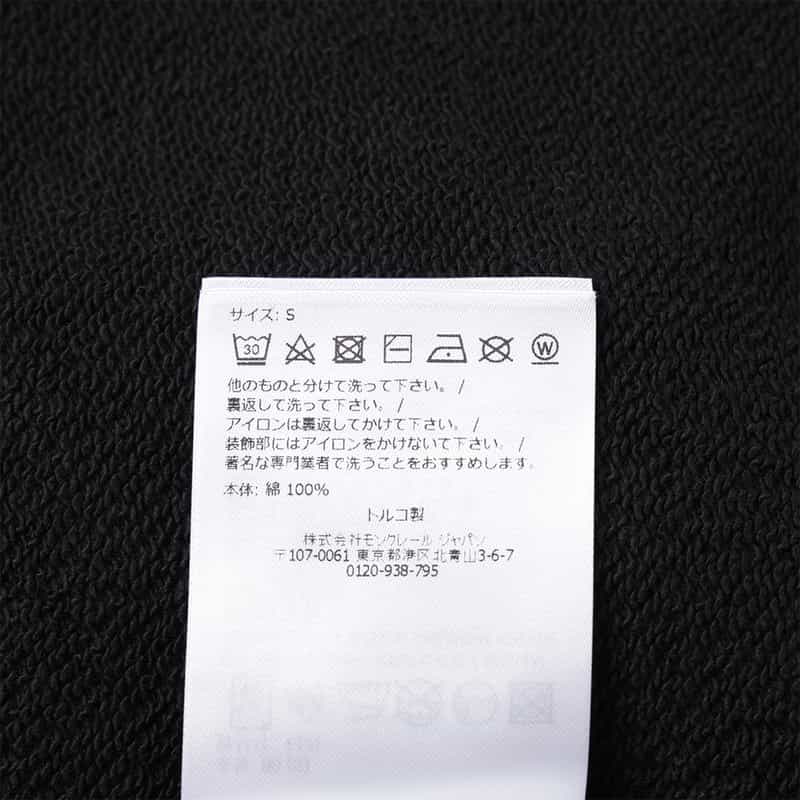 サイズ: S
30
W
他のものと分けて洗って下さい。 /
裏返して洗って下さい。 /
アイロンは裏返してかけて下さい。 /
装飾部にはアイロンをかけないで下さい。 /
著名な専門業者で洗うことをおすすめします。
本体: 綿 100%
トルコ製
株式会社モンクレール ジャパン
〒107-0061 東京都港区北青山3-6-7
0120-938-795